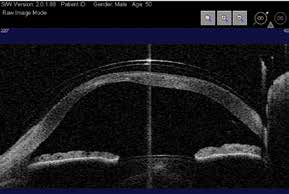 S/W Version: 2.0.1.88 Patient ID: Gender: Male Age: 50
Raw Image Mode